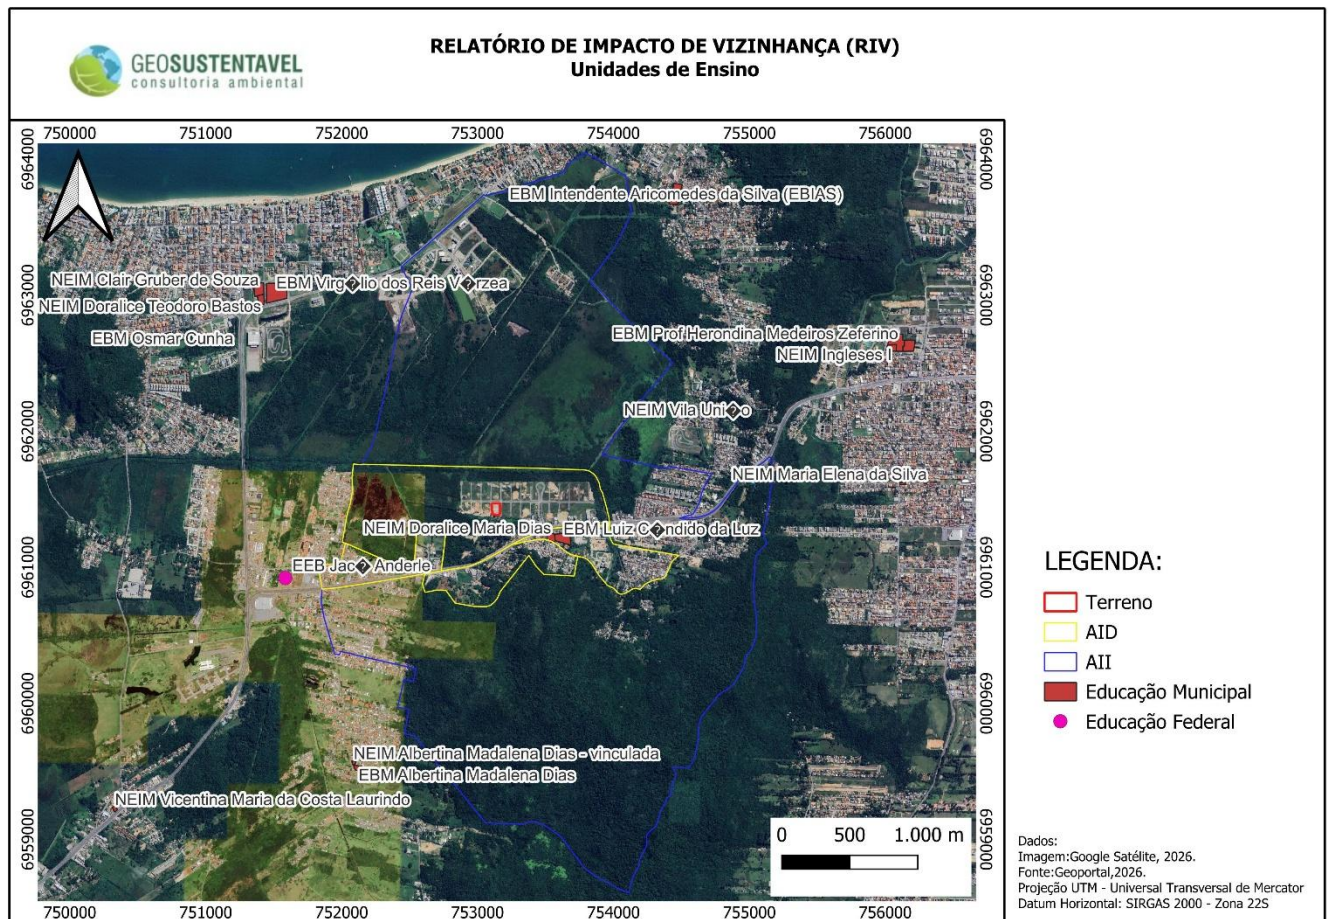 GEOSUSTENTAVEL
consultoria ambiental
RELATÓRIO DE IMPACTO DE VIZINHANÇA (RIV)
Unidades de Ensino
750000 751000 752000 753000 754000 755000 756000
6964000
6964000
EBM Intendente Aricomedes da Silva (EBIAS)
NEIM Clair Gruber de Souza
EBM Virg�lio dos Reis V�rzea
6963000
6963000
NEIM Doralice Teodoro Bastos
EBM Osmar Cunha
EBM Prof Herondina Medeiros Zeferino
NEIM Ingleses I
6962000
6962000
NEIM Vila Uni�o
NEIM Maria Elena da Silva
NEIM Doralice Maria Dias
EBM Luiz C�ndido da Luz
6961000
6961000
EEB Jac� Anderle
6960000
6960000
NEIM Albertina Madalena Dias - vinculada
EBM Albertina Madalena Dias
NEIM Vicentina Maria da Costa Laurindo
6959000
6959000
0 500 1.000 m
750000 751000 752000 753000 754000 755000 756000
LEGENDA:
Terreno
AID
AII
Educação Municipal
Educação Federal
Dados:
Imagem:Google Satélite, 2026.
Fonte:Geoportal,2026.
Projeção UTM - Universal Transversal de Mercator
Datum Horizontal: SIRGAS 2000 - Zona 22S